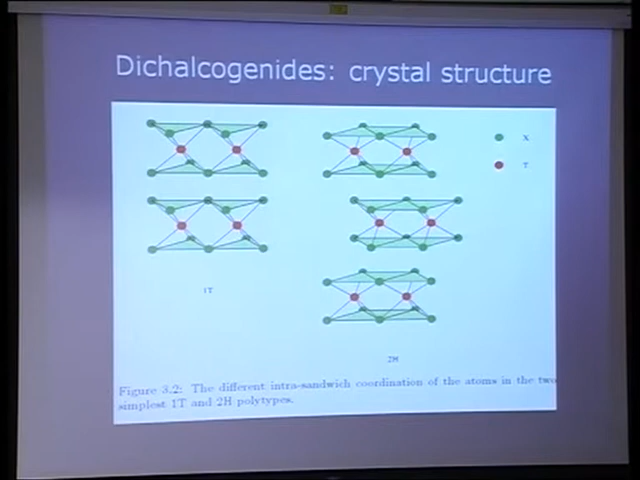 Dichalcogenides: crystal structure
X
T
1T
2H
Figure 3.2: The different intra-sandwich coordination of the atoms in the two
simplest 1T and 2H polytypes.